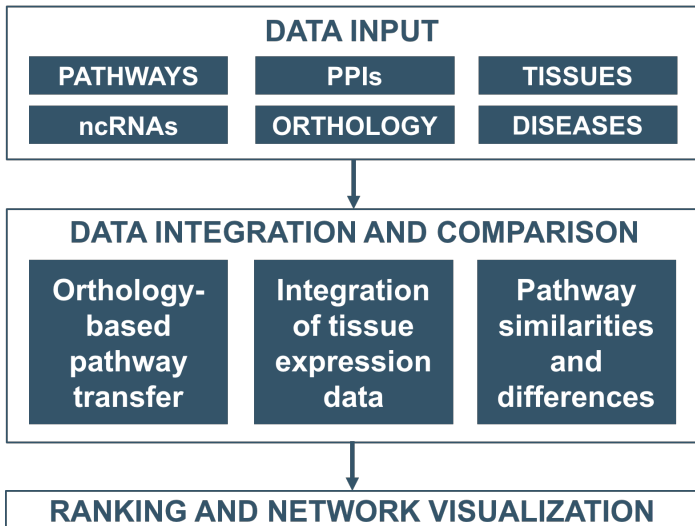 DATA INPUT
PATHWAYS PPIs TISSUES
ncRNAs ORTHOLOGY DISEASES
DATA INTEGRATION AND COMPARISON
Orthology-
based
pathway
transfer
Integration
of tissue
expression
data
Pathway
similarities
and
differences
RANKING AND NETWORK VISUALIZATION